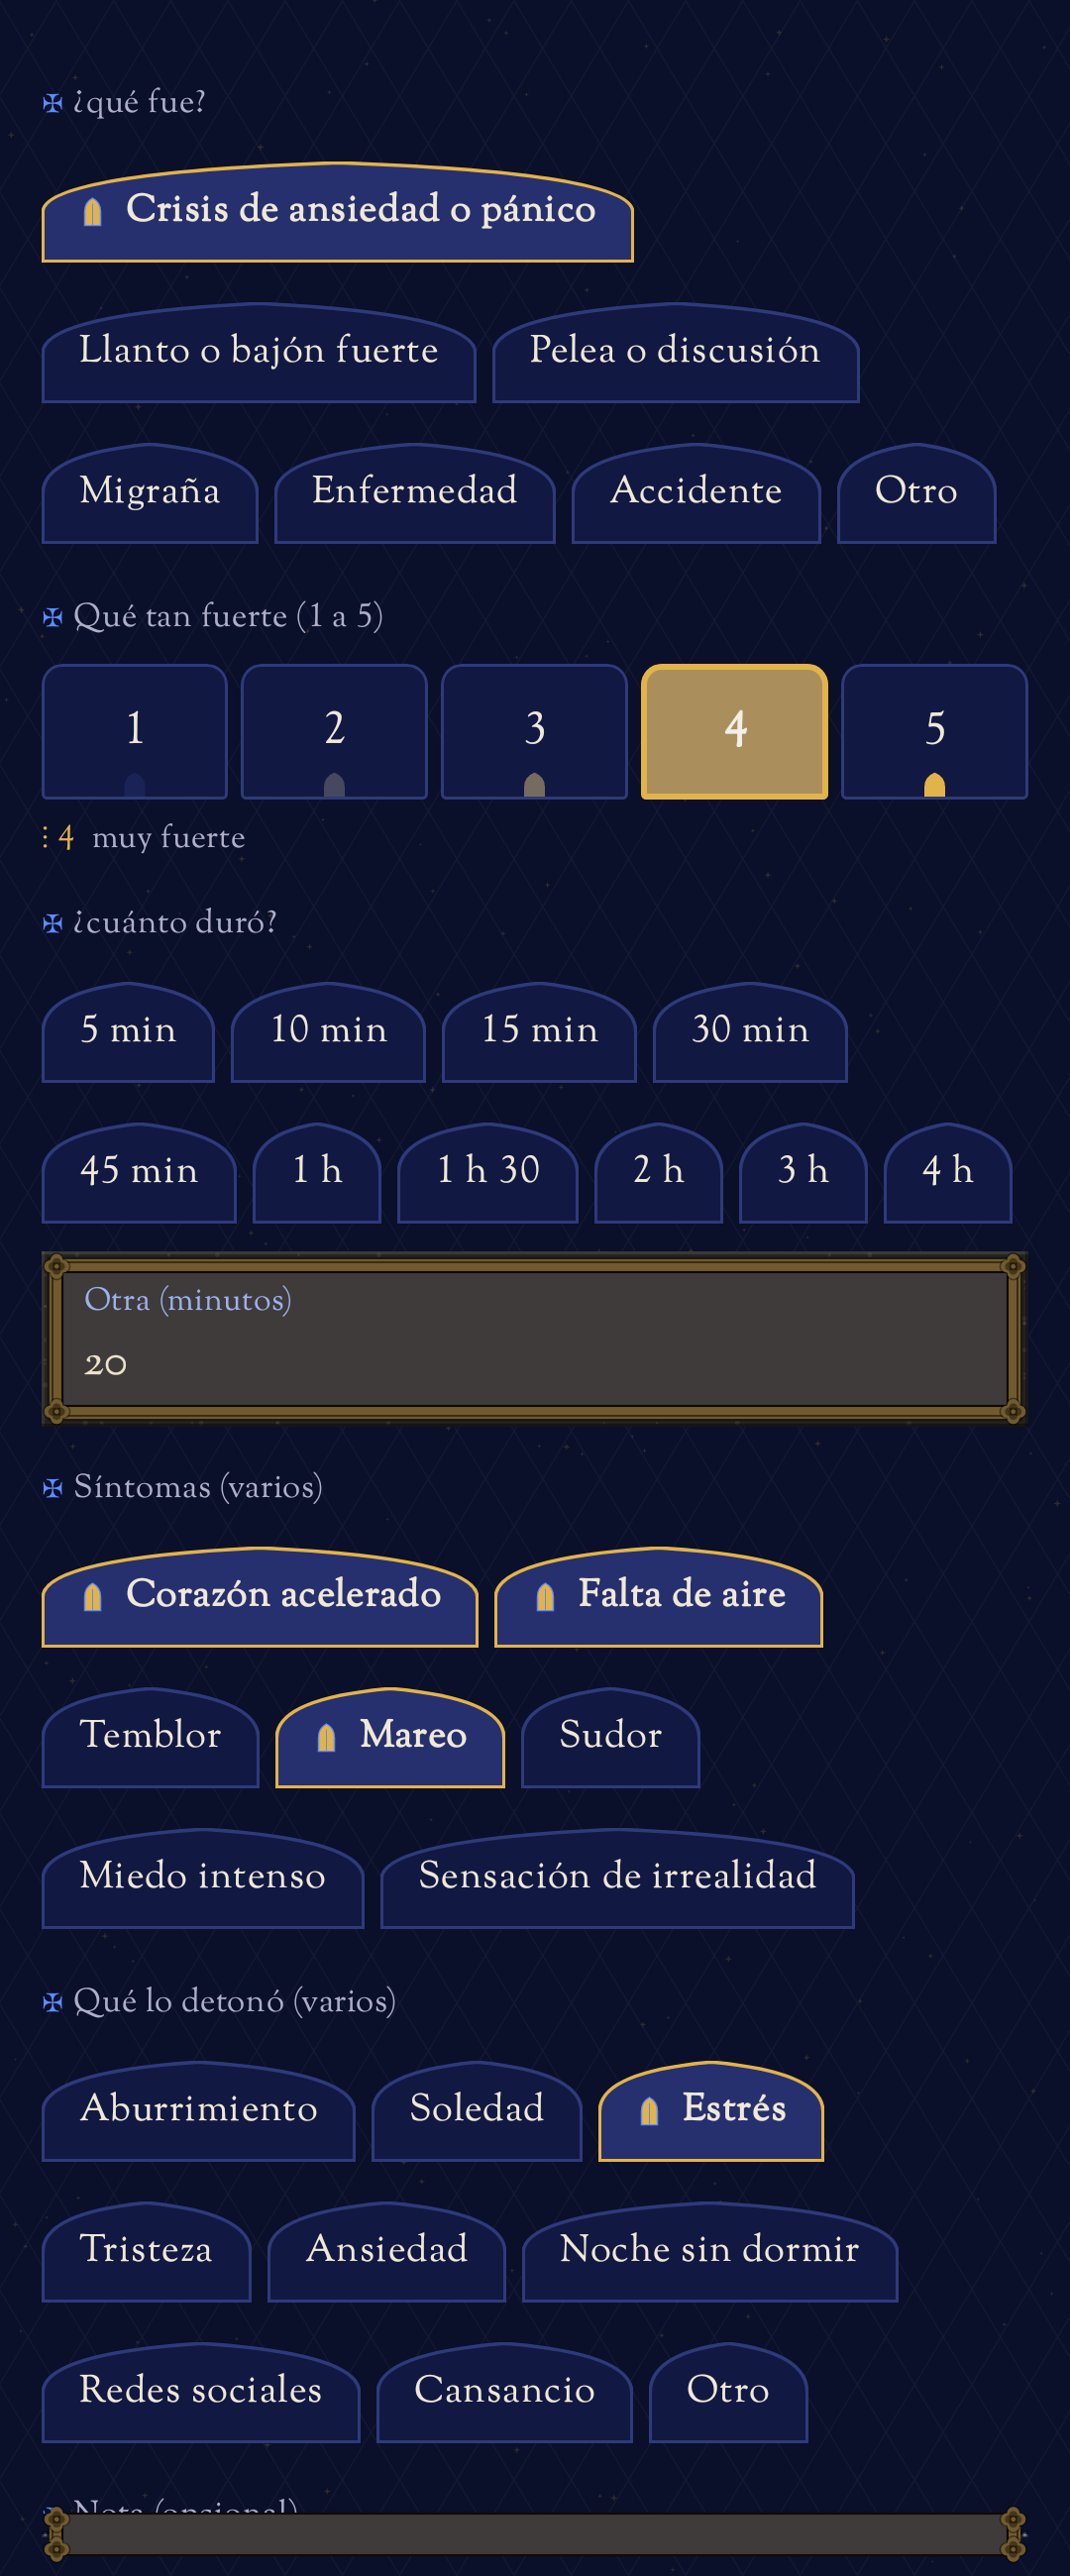 ✠ ¿qué fue?
Crisis de ansiedad o pánico
Llanto o bajón fuerte Pelea o discusión
Migraña Enfermedad Accidente Otro
✠ Qué tan fuerte (1 a 5)
1 2 3 4 5
⁝ 4 muy fuerte
✠ ¿cuánto duró?
5 min 10 min 15 min 30 min
45 min 1 h 1 h 30 2 h 3 h 4 h
Otra (minutos)
20
✠ Síntomas (varios)
Corazón acelerado Falta de aire
Temblor Mareo Sudor
Miedo intenso Sensación de irrealidad
✠ Qué lo detonó (varios)
Aburrimiento Soledad Estrés
Tristeza Ansiedad Noche sin dormir
Redes sociales Cansancio Otro
Nota (opcional)